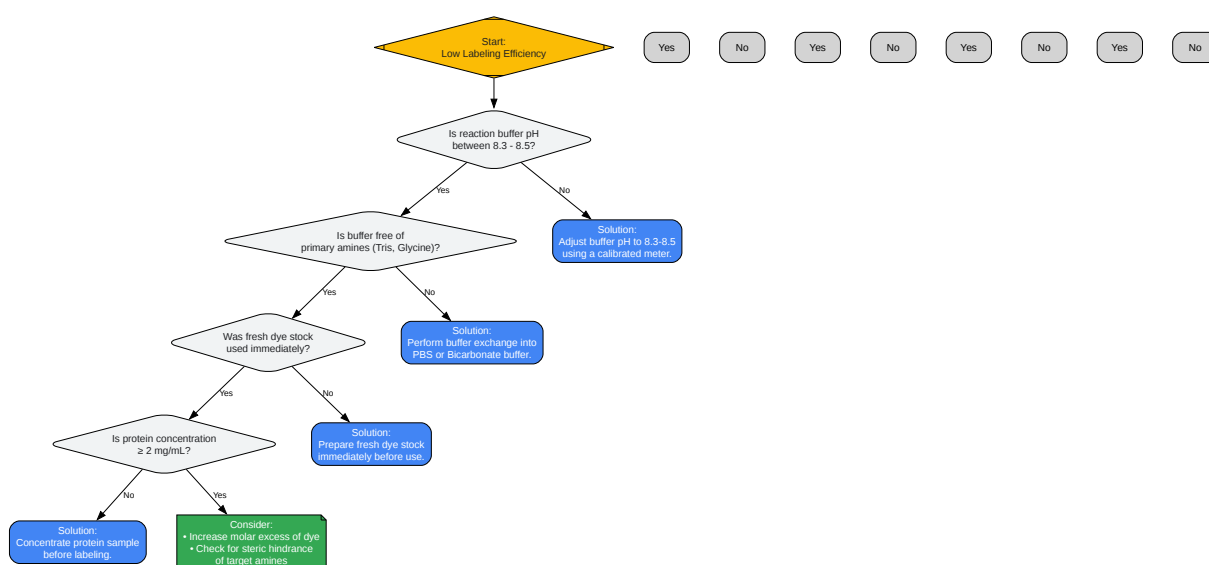 Start:
Low Labeling Efficiency
Yes
No
Yes
No
Yes
No
Yes
No
Is reaction buffer pH
between 8.3 - 8.5?
Yes
No
Is buffer free of
primary amines (Tris, Glycine)?
Solution:
Adjust buffer pH to 8.3-8.5
using a calibrated meter.
Yes
No
Was fresh dye stock
used immediately?
Solution:
Perform buffer exchange into
PBS or Bicarbonate buffer.
Yes
No
Is protein concentration
≥ 2 mg/mL?
Solution:
Prepare fresh dye stock
immediately before use.
No
Yes
Solution:
Concentrate protein sample
before labeling.
Consider:
• Increase molar excess of dye
• Check for steric hindrance
of target amines